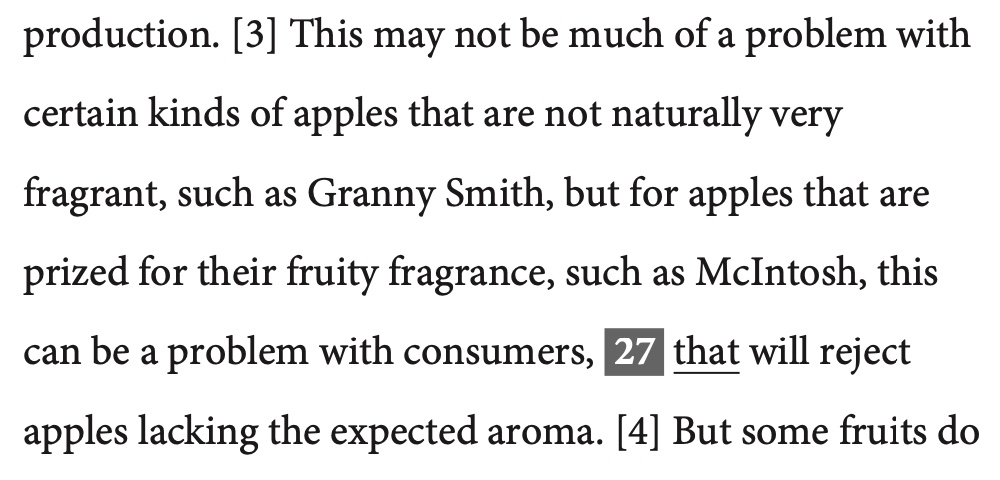 production. [3] This may not be much of a problem with
certain kinds of apples that are not naturally very
fragrant, such as Granny Smith, but for apples that are
prized for their fruity fragrance, such as McIntosh, this
can be a problem with consumers, 27 that will reject
apples lacking the expected aroma. [4] But some fruits do